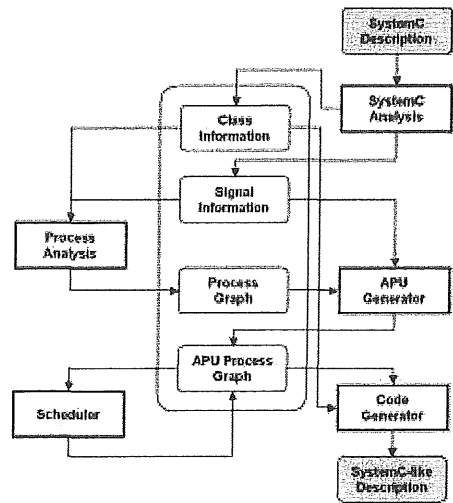 SystemC
Description
SystemC
Analysis
Class
Information
Signal
Information
Process
Analysis
Process
Graph
APU
Generator
APU Process
Graph
Scheduler
Code
Generator
SystemC-like
Description